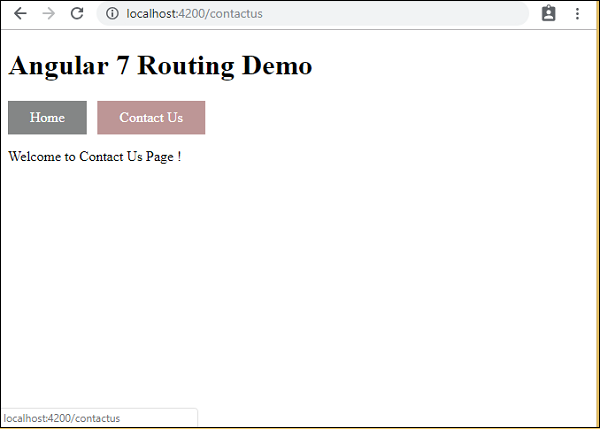 localhost:4200/contactus
Angular 7 Routing Demo
Home Contact Us
Welcome to Contact Us Page !
localhost:4200/contactus